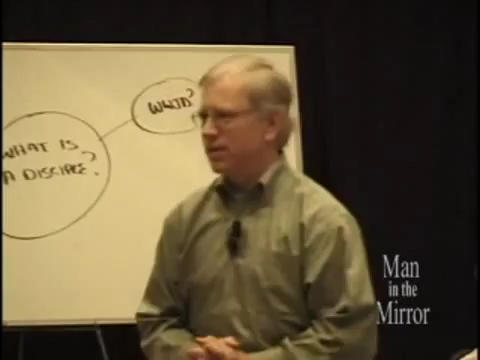 WHAT IS
A DISCIPLE?
WWJD?
Man
in the
Mirror